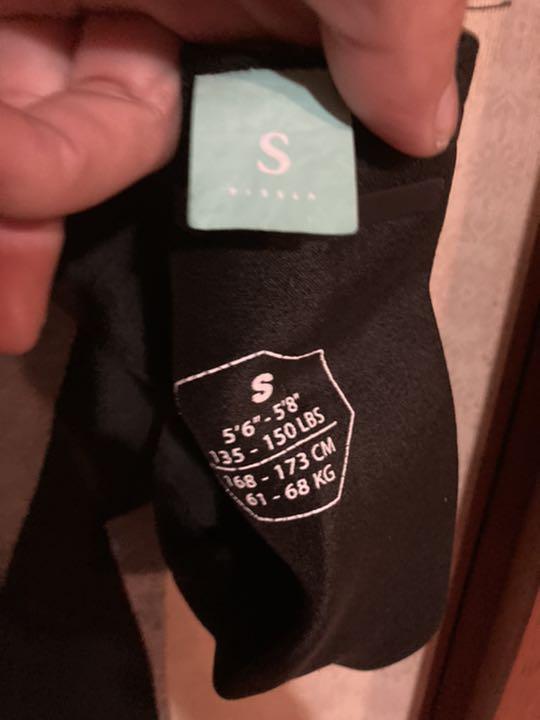 S
S
5'6" - 5'8"
135 - 150 LBS
168 - 173 CM
61 - 68 KG